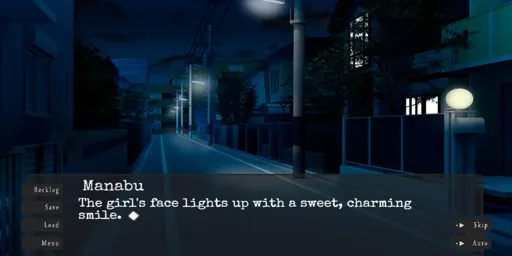 Manabu
The girl's face lights up with a sweet, charming
smile.
Backlog
Save
Load
Menu
Skip
Auto